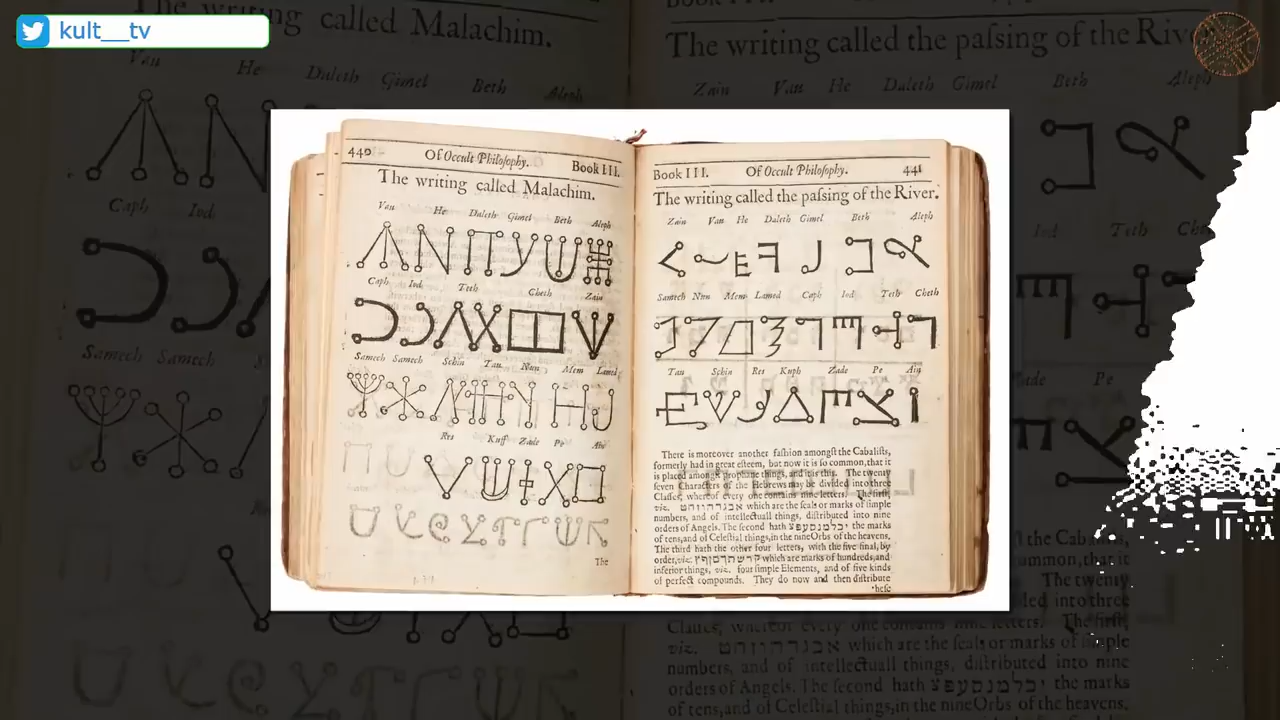 kult__tv
440 Of Occult Philosophy. Book III.
The writing called Malachim.
Vau He Daleth Gimel Beth Aleph
Caph Iod Teth Cheth Zain
Samech Samech Schin Tau Nun Mem Lamed
Res Kuff Zade Pe Ain
The
Book III. Of Occult Philosophy. 441
The writing called the paſsing of the River.
Zain Vau He Daleth Gimel Beth Aleph
Samech Nun Mem Lamed Caph Iod Teth Cheth
Tau Schin Res Kuph Zade Pe Ain
There is moreover another faſhion amongſt the Cabaliſts,
formerly had in great eſteem, but now it is ſo common, that it
is placed amongſt prophane things, and it is this. The twenty
ſeven Characters of the Hebrews may be divided into three
Claſſes, whereof every one contains nine letters. The firſt,
viz. אבגדהוזחט which are the ſeals or marks of ſimple
numbers, and of intellectuall things, diſtributed into nine
orders of Angels. The ſecond hath יכלמנסעפצ the marks
of tens, and of Celeſtial things, in the nine Orbs of the heavens.
The third hath the other four letters, with the five final, by
order, viz. קרשתךםןףץ which are marks of hundreds, and
inferior things, viz. four ſimple Elements, and of five kinds
of perfect compounds. They do now and then diſtribute
theſe